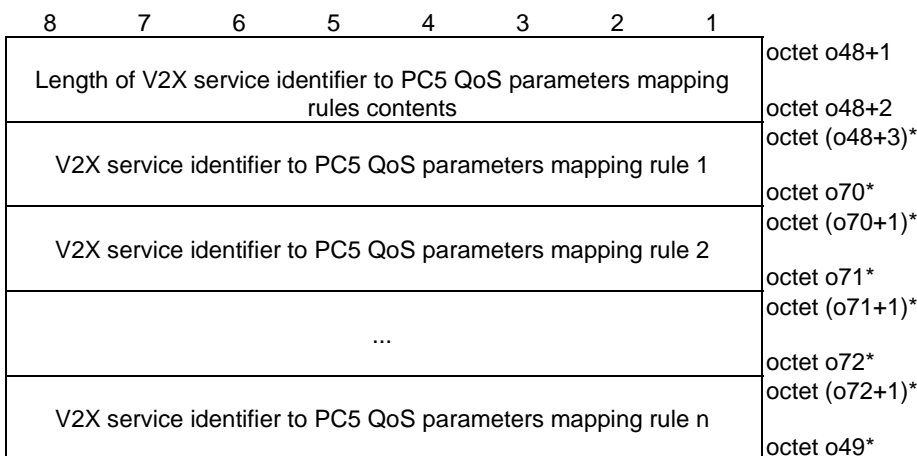 8 7 6 5 4 3 2 1
octet o48+1
Length of V2X service identifier to PC5 QoS parameters mapping
rules contents
octet o48+2
octet (o48+3)*
V2X service identifier to PC5 QoS parameters mapping rule 1
octet o70*
octet (o70+1)*
V2X service identifier to PC5 QoS parameters mapping rule 2
octet o71*
octet (o71+1)*
...
octet o72*
octet (o72+1)*
V2X service identifier to PC5 QoS parameters mapping rule n
octet o49*